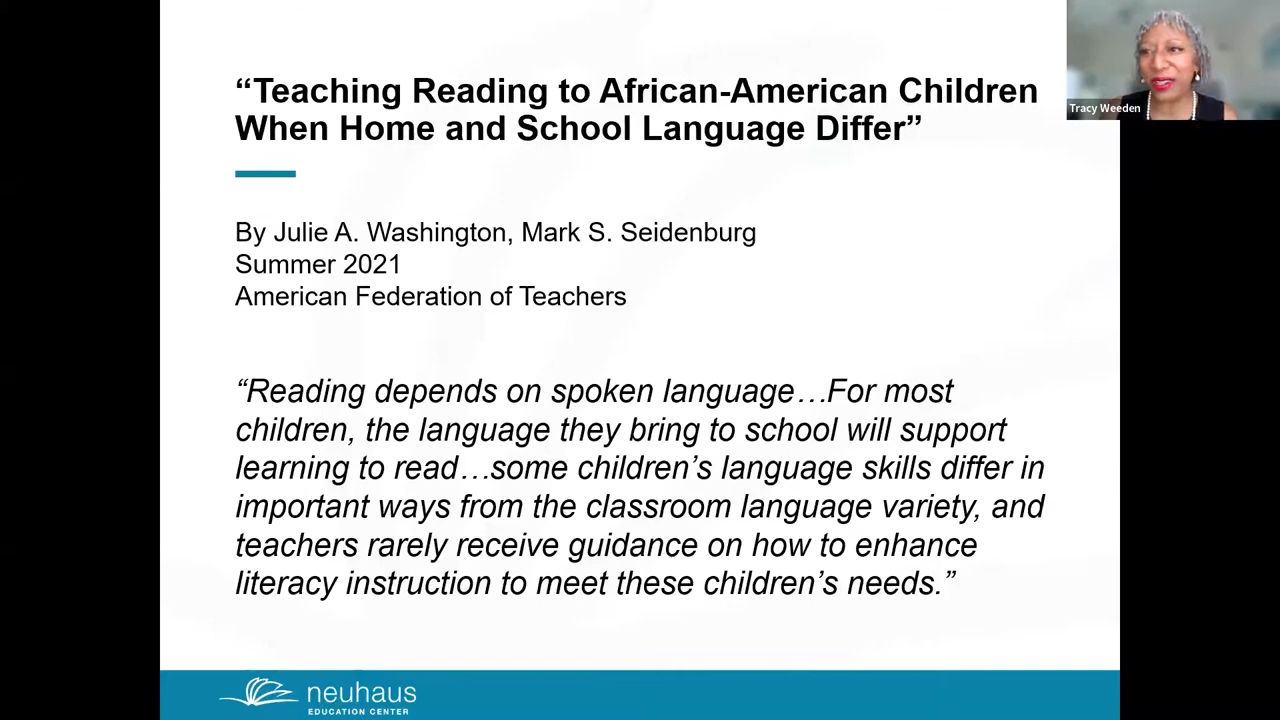 “Teaching Reading to African-American Children
When Home and School Language Differ”
By Julie A. Washington, Mark S. Seidenburg
Summer 2021
American Federation of Teachers
“Reading depends on spoken language…For most
children, the language they bring to school will support
learning to read…some children’s language skills differ in
important ways from the classroom language variety, and
teachers rarely receive guidance on how to enhance
literacy instruction to meet these children’s needs.”
Tracy Weeden
neuhaus
EDUCATION CENTER